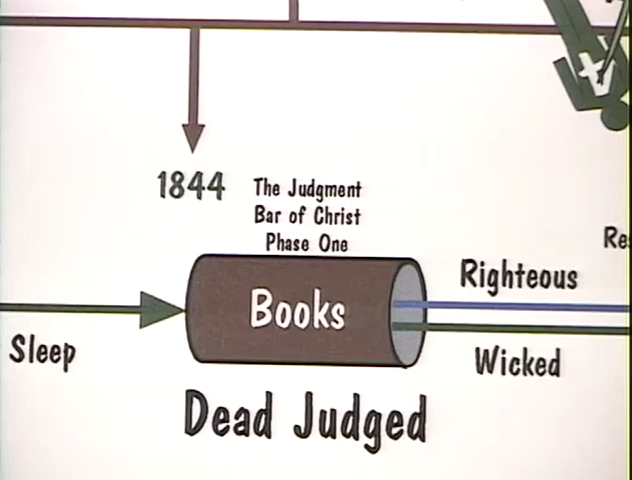 1844
The Judgment
Bar of Christ
Phase One
Books
Righteous
Wicked
Sleep
Dead Judged